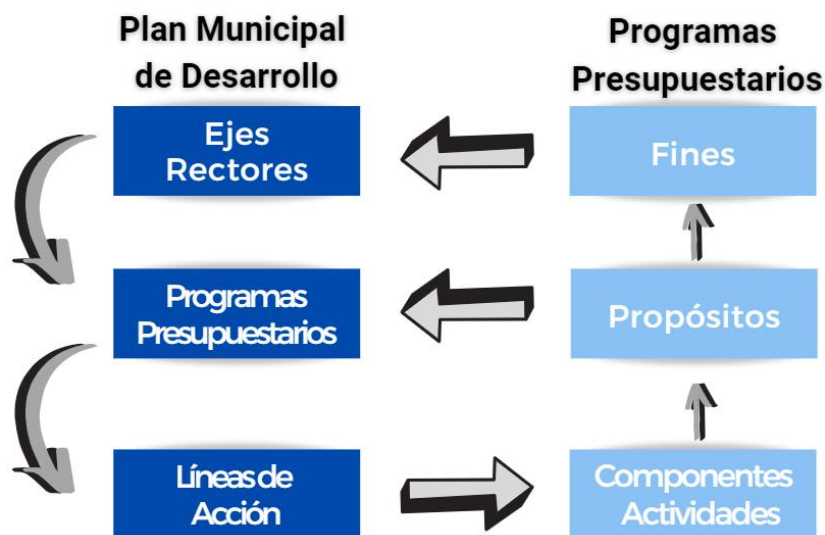 Plan Municipal
de Desarrollo
Programas
Presupuestarios
Ejes
Rectores
Fines
Programas
Presupuestarios
Propósitos
Líneas de
Acción
Componentes
Actividades